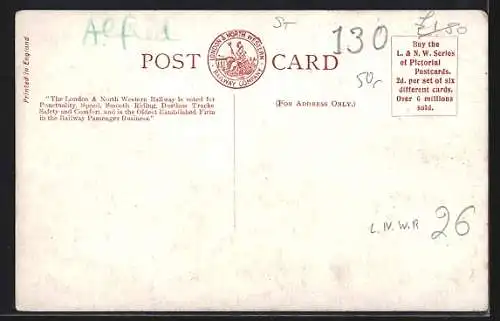 Alfred
ST
130
£1.50
50,-
Printed in England
POST CARD
LONDON & NORTH WESTERN
RAILWAY COMPANY
Buy the
L. & N. W. Series
of Pictorial
Postcards.
2d. per set of six
different cards.
Over 6 millions
sold.
"The London & North Western Railway is noted for
Punctuality, Speed, Smooth Riding, Dustless Tracks
Safety and Comfort, and is the Oldest Established Firm
in the Railway Passenger Business."
(FOR ADDRESS ONLY.)
L.N.W.R
26